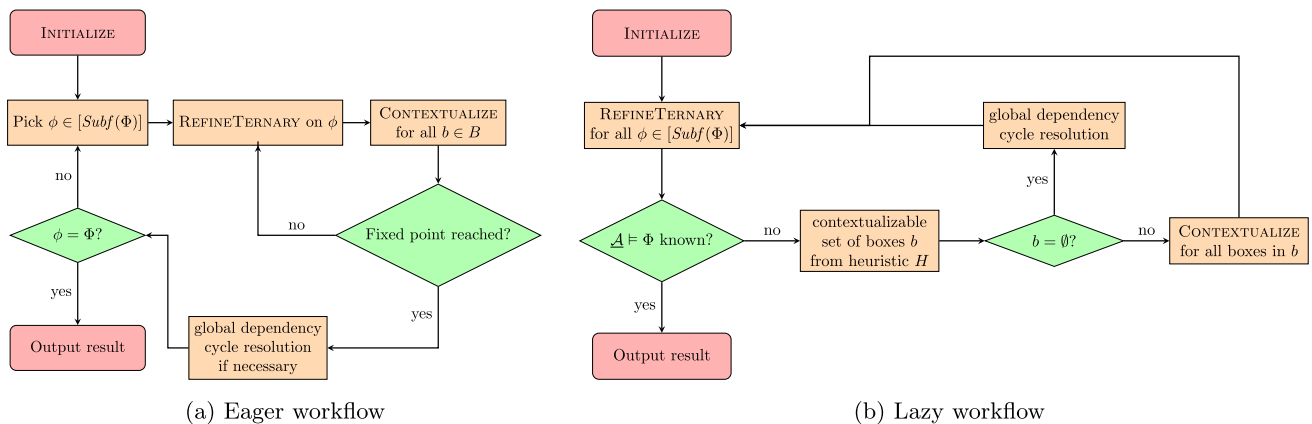 INITIALIZE
Pick ϕ ∈ [Subf(Φ)]
REFINETERNARY on ϕ
CONTEXTUALIZE
for all b ∈ B
no
no
ϕ = Φ?
Fixed point reached?
yes
yes
global dependency
cycle resolution
if necessary
Output result
(a) Eager workflow
INITIALIZE
REFINETERNARY
for all ϕ ∈ [Subf(Φ)]
global dependency
cycle resolution
yes
A ⊨ Φ known?
no
contextualizable
set of boxes b
from heuristic H
b = ∅?
no
CONTEXTUALIZE
for all boxes in b
yes
Output result
(b) Lazy workflow